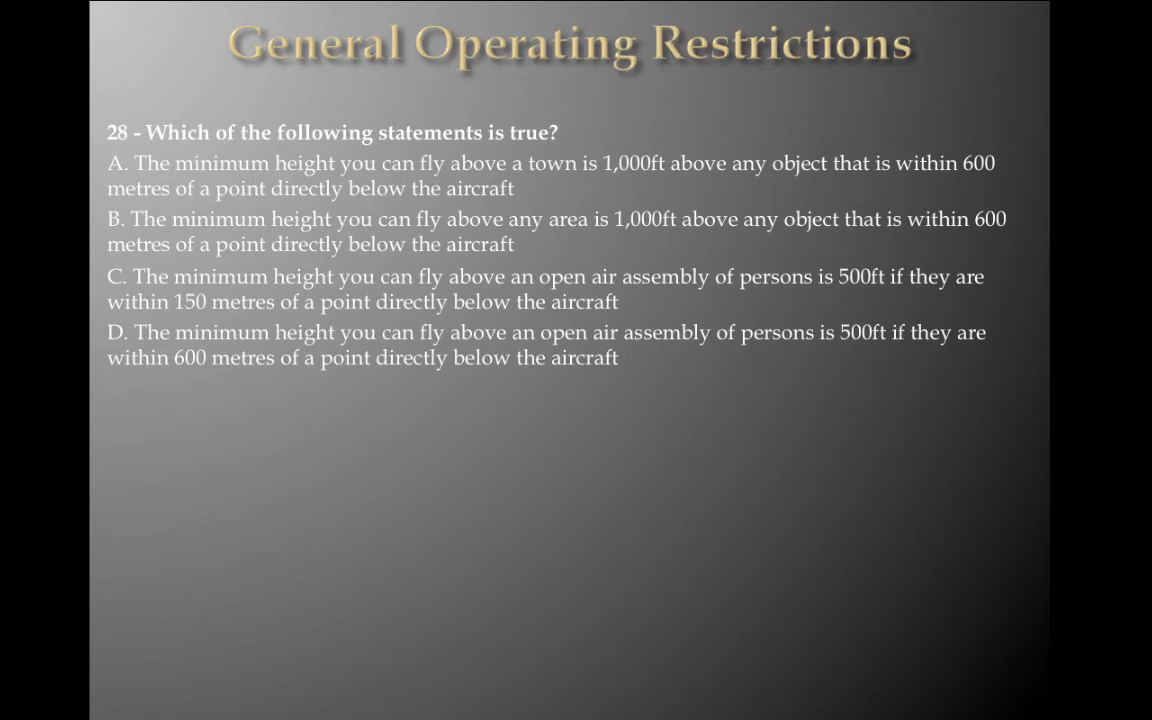 General Operating Restrictions
28 - Which of the following statements is true?
A. The minimum height you can fly above a town is 1,000ft above any object that is within 600
metres of a point directly below the aircraft
B. The minimum height you can fly above any area is 1,000ft above any object that is within 600
metres of a point directly below the aircraft
C. The minimum height you can fly above an open air assembly of persons is 500ft if they are
within 150 metres of a point directly below the aircraft
D. The minimum height you can fly above an open air assembly of persons is 500ft if they are
within 600 metres of a point directly below the aircraft